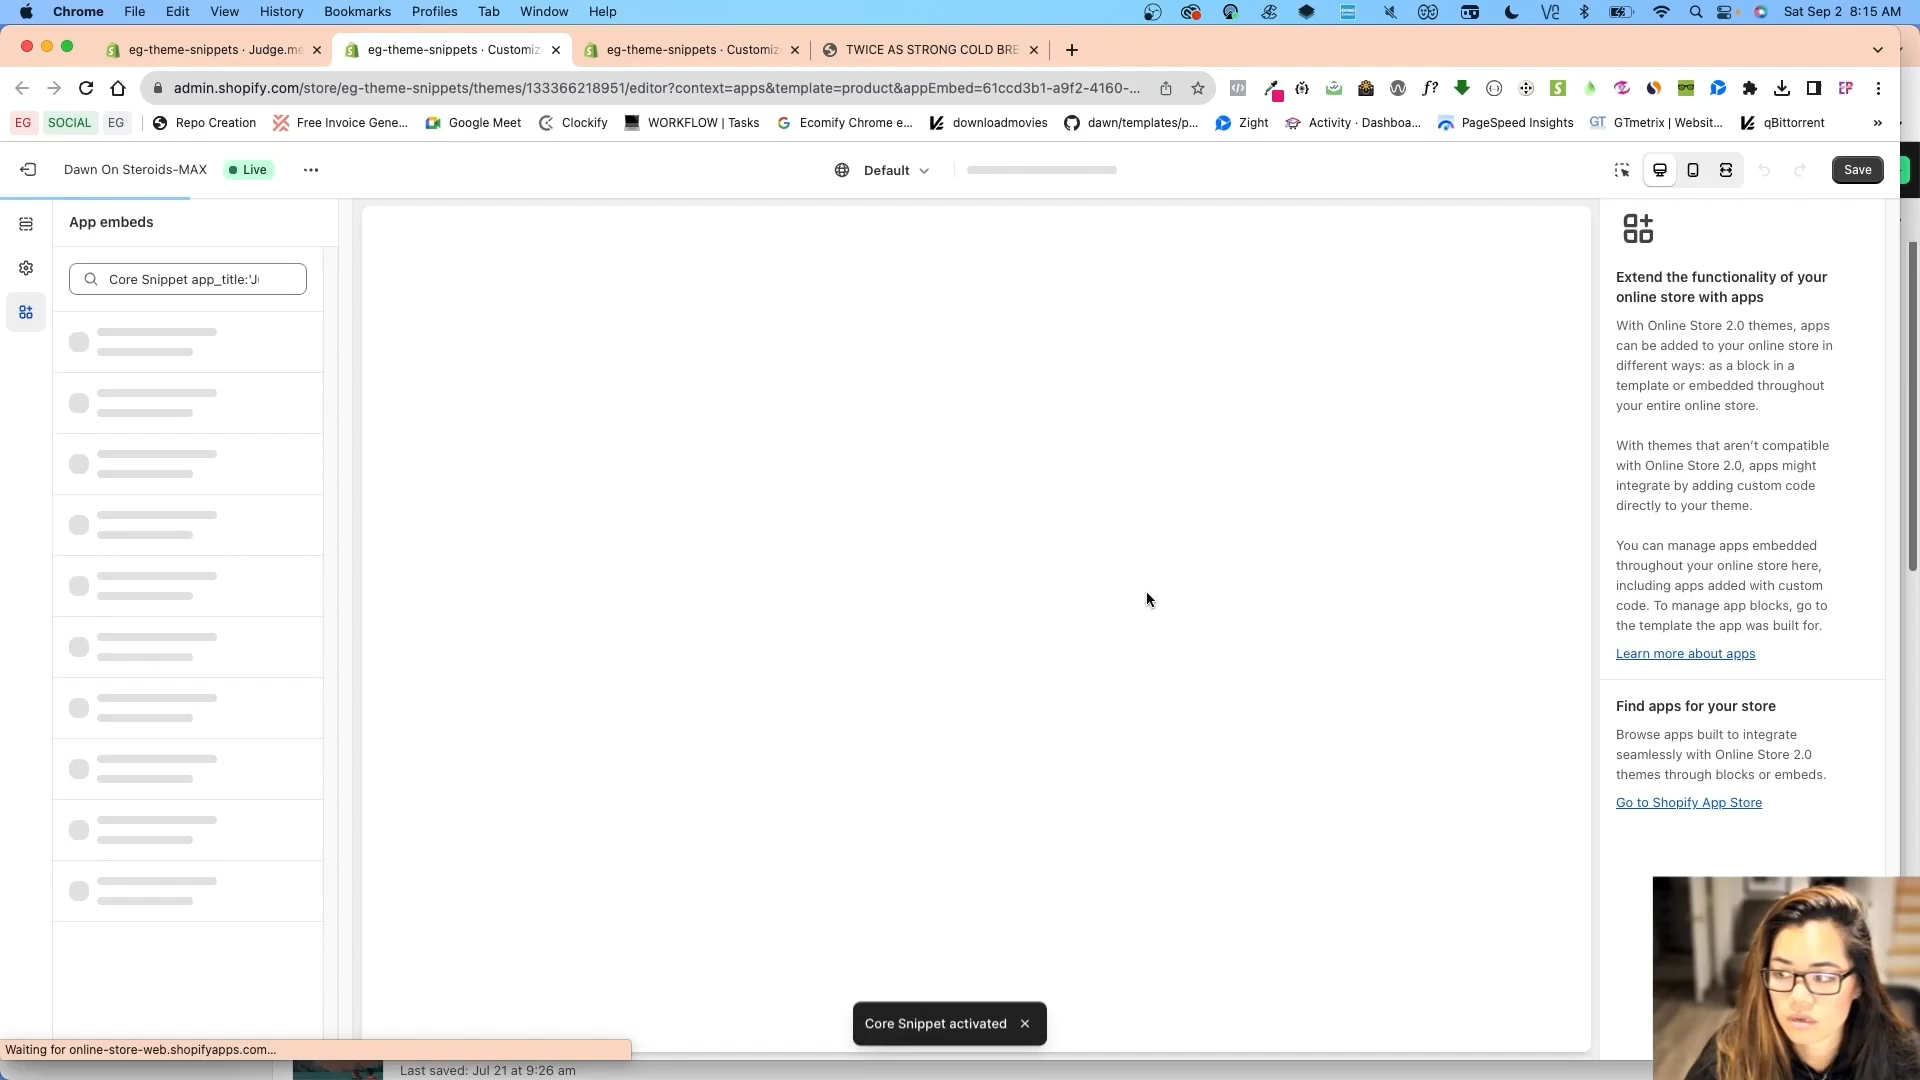 Chrome File Edit View History Bookmarks Profiles Tab Window Help Sat Sep 2 8:15 AM
eg-theme-snippets · Judge.me eg-theme-snippets · Customiz eg-theme-snippets · Customiz TWICE AS STRONG COLD BRE
admin.shopify.com/store/eg-theme-snippets/themes/133366218951/editor?context=apps&template=product&appEmbed=61ccd3b1-a9f2-4160-...
EG SOCIAL EG Repo Creation Free Invoice Gene... Google Meet Clockify WORKFLOW | Tasks Ecomify Chrome e... downloadmovies dawn/templates/p... Zight Activity · Dashboa... PageSpeed Insights GTmetrix | Websit... qBittorrent »
Dawn On Steroids-MAX Live ... Default Save
App embeds
Core Snippet app_title:'J
Extend the functionality of your
online store with apps
With Online Store 2.0 themes, apps
can be added to your online store in
different ways: as a block in a
template or embedded throughout
your entire online store.
With themes that aren't compatible
with Online Store 2.0, apps might
integrate by adding custom code
directly to your theme.
You can manage apps embedded
throughout your online store here,
including apps added with custom
code. To manage app blocks, go to
the template the app was built for.
Learn more about apps
Find apps for your store
Browse apps built to integrate
seamlessly with Online Store 2.0
themes through blocks or embeds.
Go to Shopify App Store
Core Snippet activated
Waiting for online-store-web.shopifyapps.com...
Last saved: Jul 21 at 9:26 am